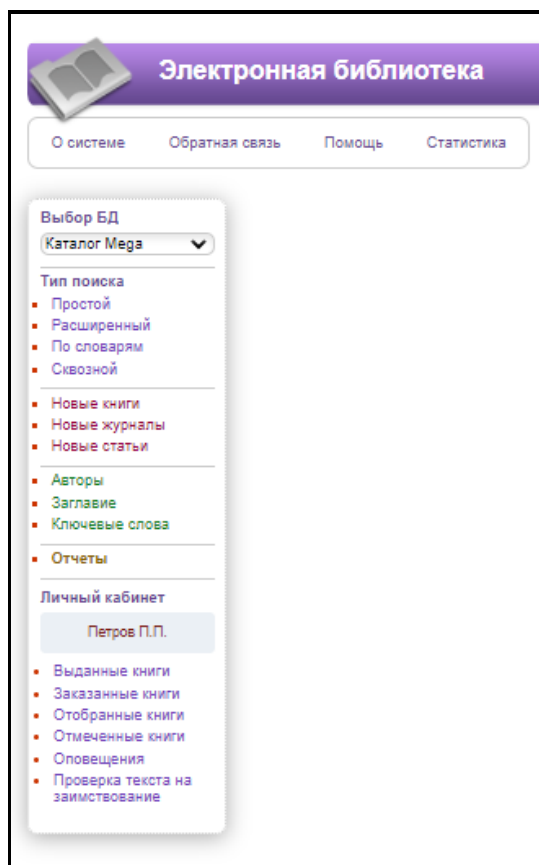 Электронная библиотека
О системе Обратная связь Помощь Статистика
Выбор БД
Каталог Mega
Тип поиска
Простой
Расширенный
По словарям
Сквозной
Новые книги
Новые журналы
Новые статьи
Авторы
Заглавие
Ключевые слова
Отчеты
Личный кабинет
Петров П.П.
Выданные книги
Заказанные книги
Отобранные книги
Отмеченные книги
Оповещения
Проверка текста на
заимствование